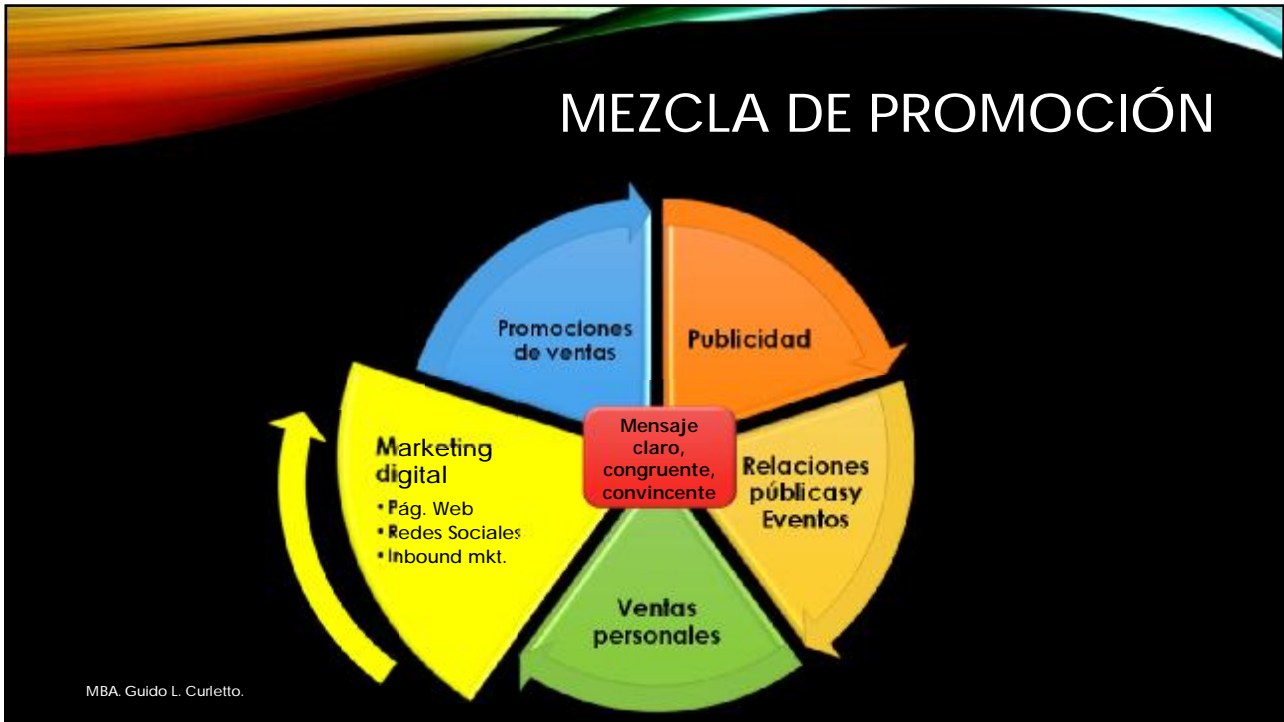 MEZCLA DE PROMOCIÓN
Promociones
de ventas
Publicidad
Mensaje
claro,
congruente,
convincente
Marketing
digital
• Pág. Web
• Redes Sociales
• Inbound mkt.
Relaciones
públicasy
Eventos
Ventas
personales
MBA. Guido L. Curletto.